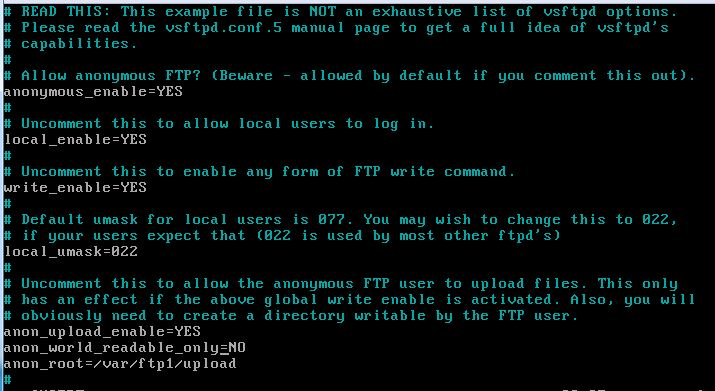 # READ THIS: This example file is NOT an exhaustive list of vsftpd options.
# Please read the vsftpd.conf.5 manual page to get a full idea of vsftpd's
# capabilities.
#
# Allow anonymous FTP? (Beware - allowed by default if you comment this out).
anonymous_enable=YES
#
# Uncomment this to allow local users to log in.
local_enable=YES
#
# Uncomment this to enable any form of FTP write command.
write_enable=YES
#
# Default umask for local users is 077. You may wish to change this to 022,
# if your users expect that (022 is used by most other ftpd's)
local_umask=022
#
# Uncomment this to allow the anonymous FTP user to upload files. This only
# has an effect if the above global write enable is activated. Also, you will
# obviously need to create a directory writable by the FTP user.
anon_upload_enable=YES
anon_world_readable_only=NO
anon_root=/var/ftp1/upload
#